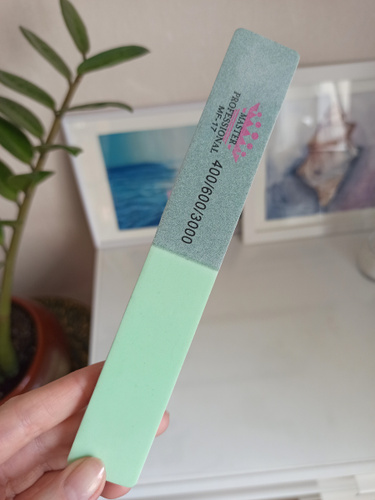 MASTER
PROFESSIONAL
MF-17
400/600/3000